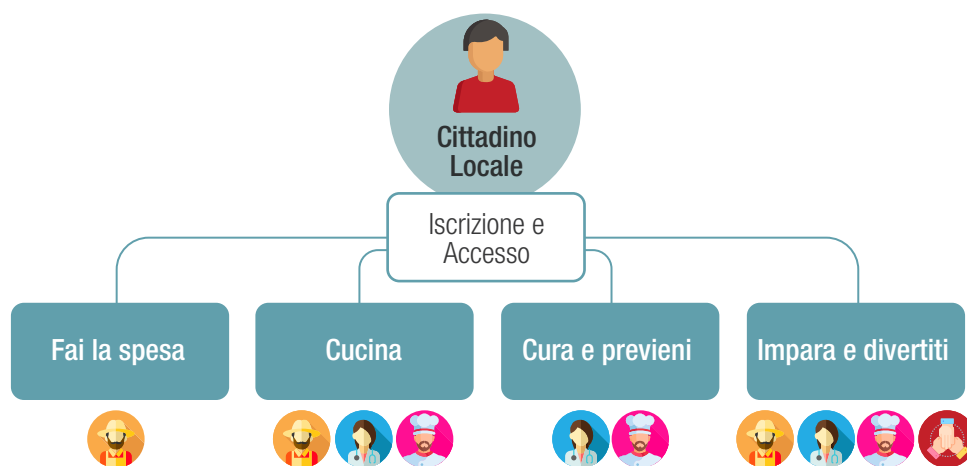 Cittadino
Locale
Iscrizione e
Accesso
Fai la spesa
Cucina
Cura e previeni
Impara e divertiti